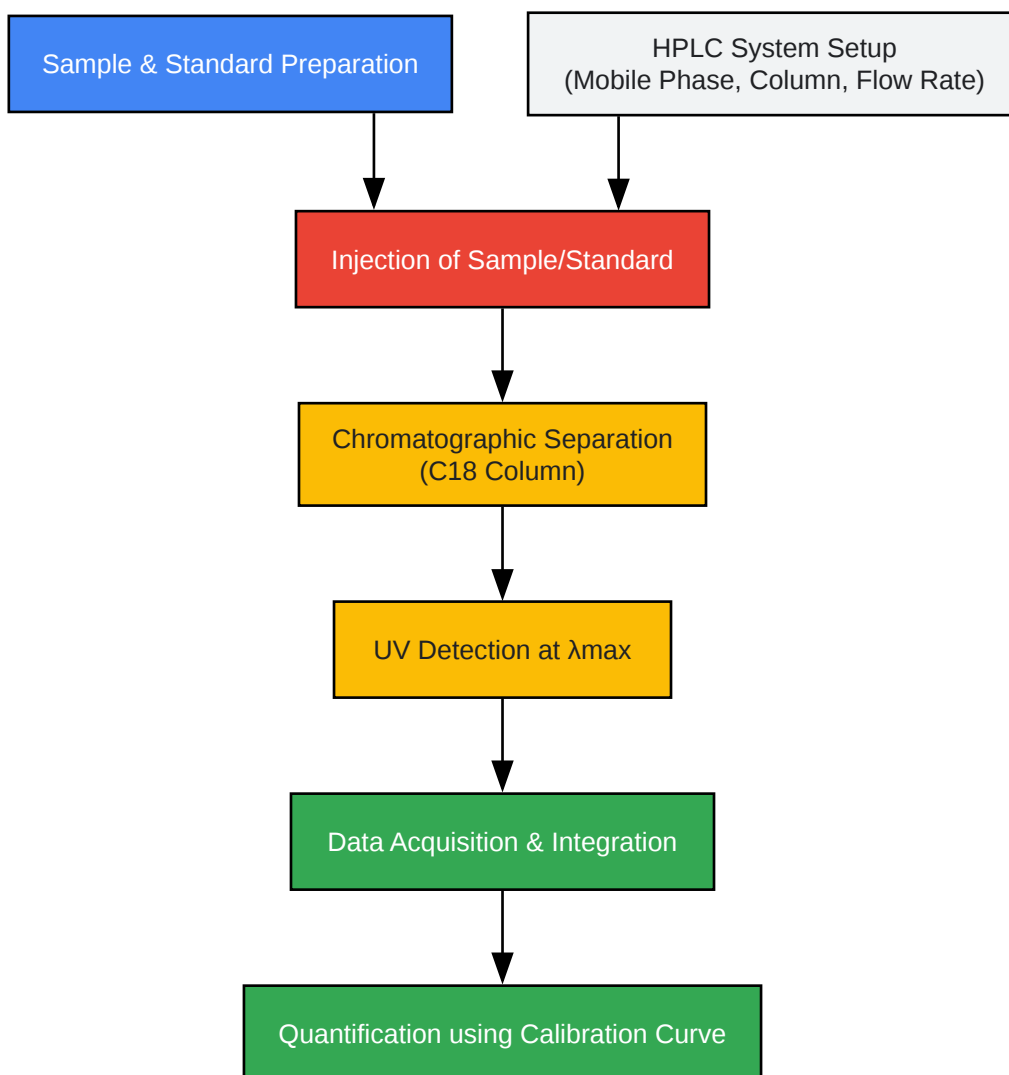 Sample & Standard Preparation
HPLC System Setup
(Mobile Phase, Column, Flow Rate)
Injection of Sample/Standard
Chromatographic Separation
(C18 Column)
UV Detection at λmax
Data Acquisition & Integration
Quantification using Calibration Curve